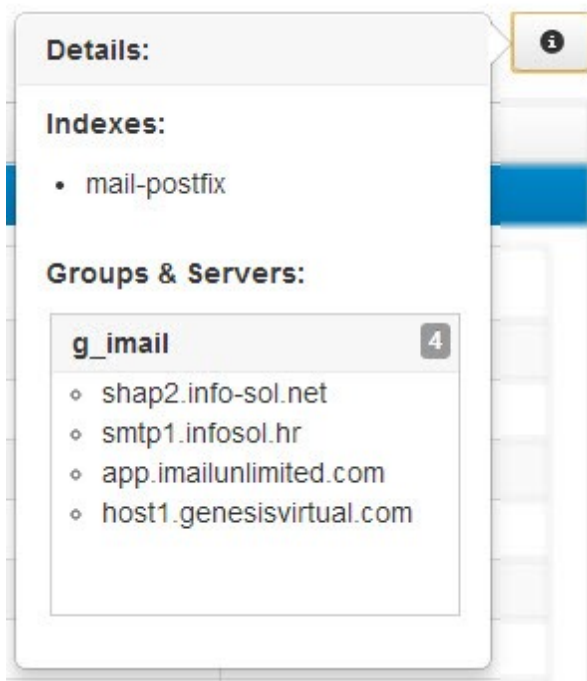 Details:
Indexes:
mail-postfix
Groups & Servers:
g_imail 4
shap2.info-sol.net
smtp1.infosol.hr
app.imailunlimited.com
host1.genesisvirtual.com